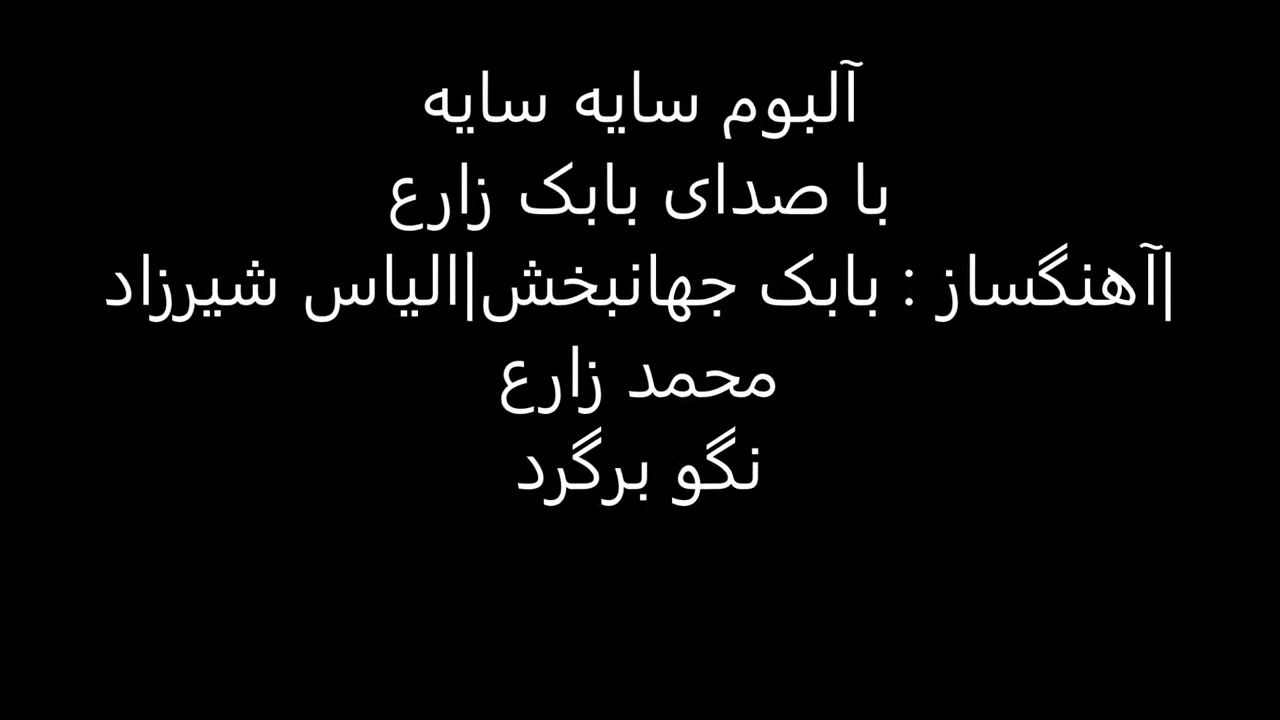 آلبوم سایه سایه
با صدای بابک زارع
|آهنگساز : بابک جهانبخش|الیاس شیرزاد
محمد زارع
نگو برگرد